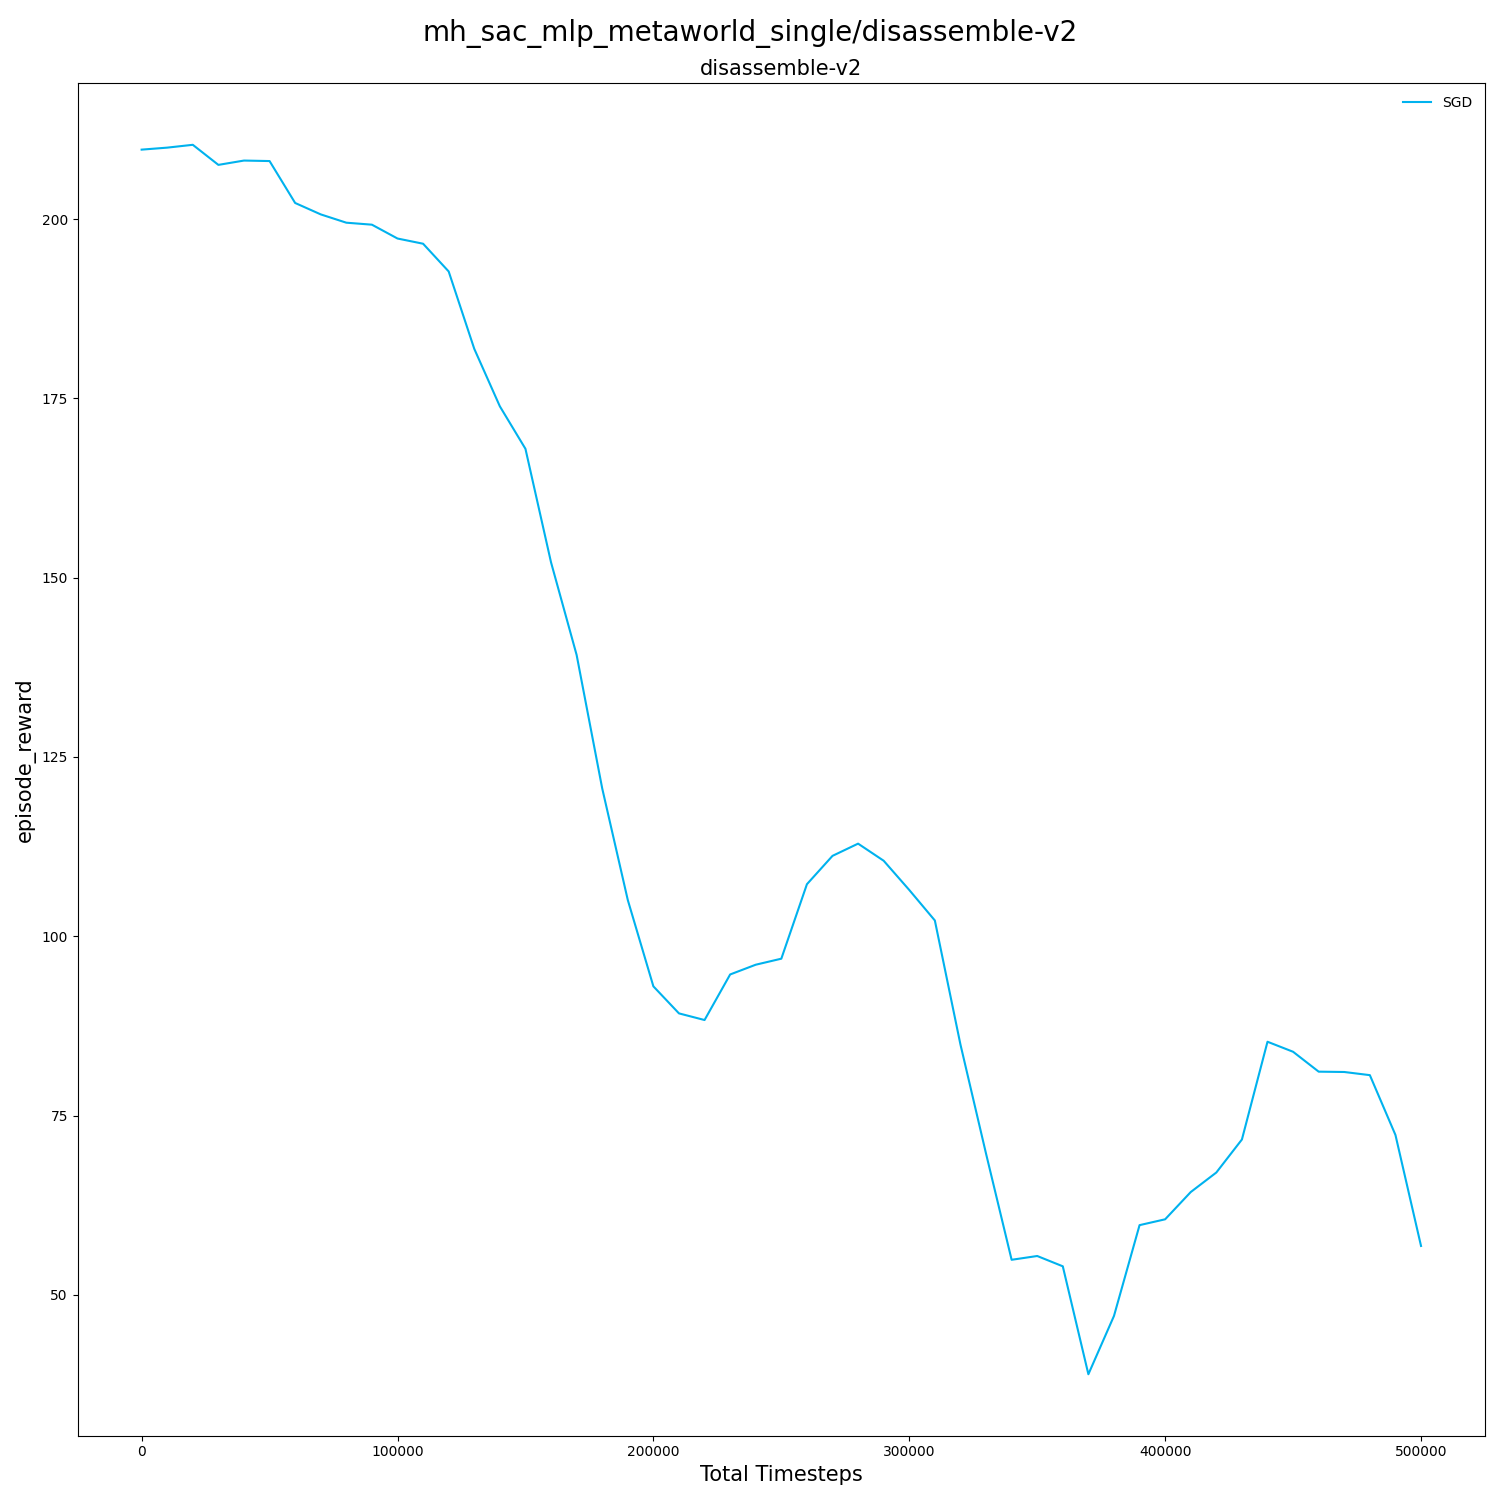 mh_sac_mlp_metaworld_single/disassemble-v2
disassemble-v2
SGD
episode_reward
200
175
150
125
100
75
50
0 100000 200000 300000 400000 500000
Total Timesteps